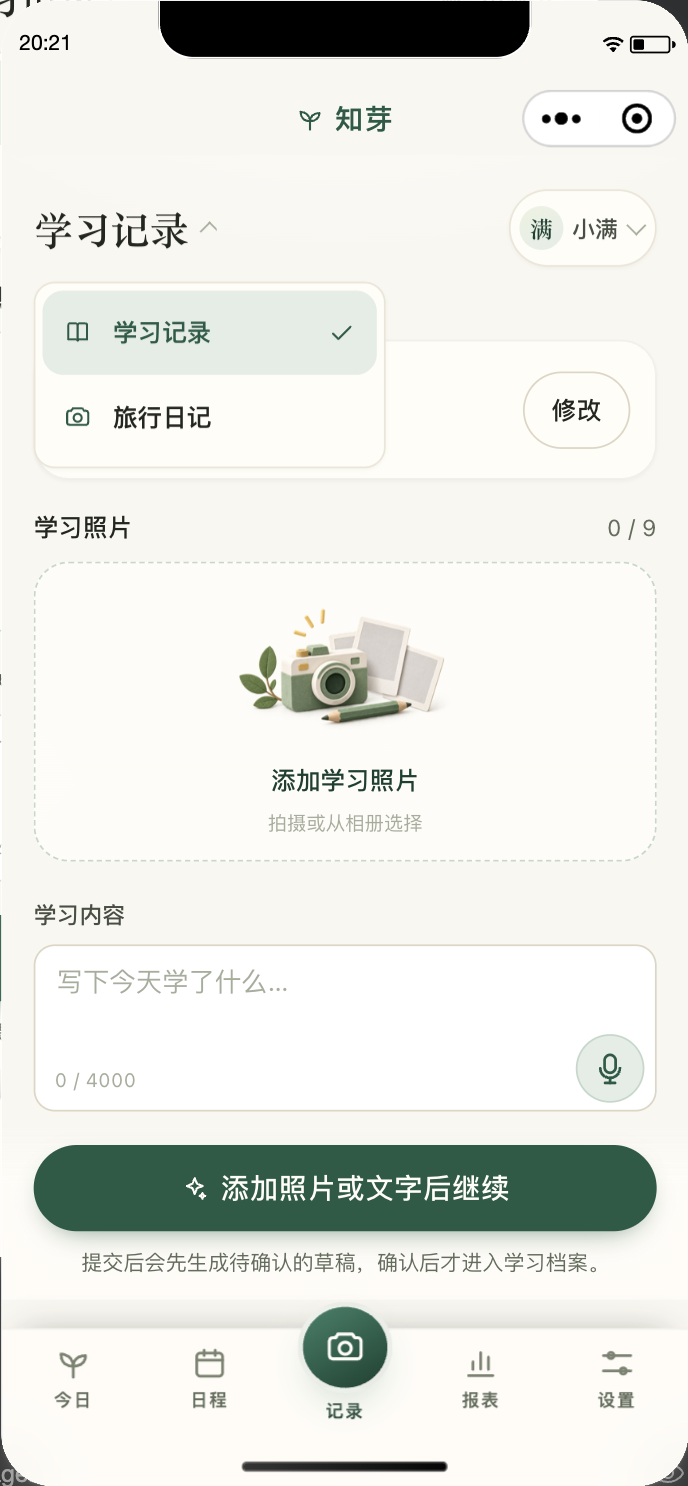 20:21
知芽
学习记录
满 小满
学习记录
旅行日记
修改
学习照片
0 / 9
添加学习照片
拍摄或从相册选择
学习内容
写下今天学了什么...
0 / 4000
添加照片或文字后继续
提交后会先生成待确认的草稿，确认后才进入学习档案。
今日
日程
记录
报表
设置